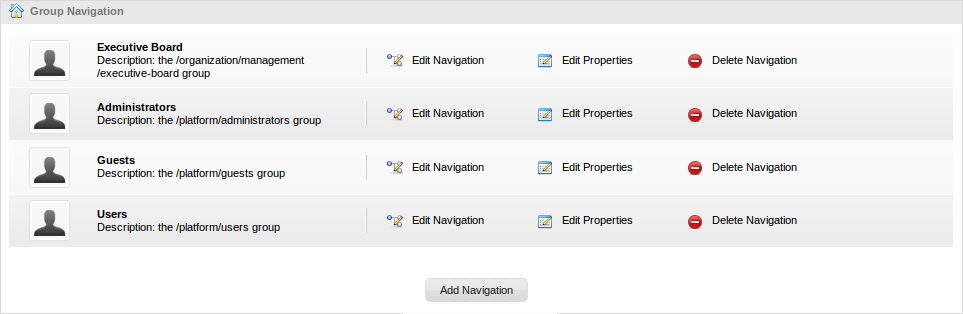 Group Navigation
Executive Board
Description: the /organization/management
/executive-board group
Edit Navigation
Edit Properties
Delete Navigation
Administrators
Description: the /platform/administrators group
Edit Navigation
Edit Properties
Delete Navigation
Guests
Description: the /platform/guests group
Edit Navigation
Edit Properties
Delete Navigation
Users
Description: the /platform/users group
Edit Navigation
Edit Properties
Delete Navigation
Add Navigation